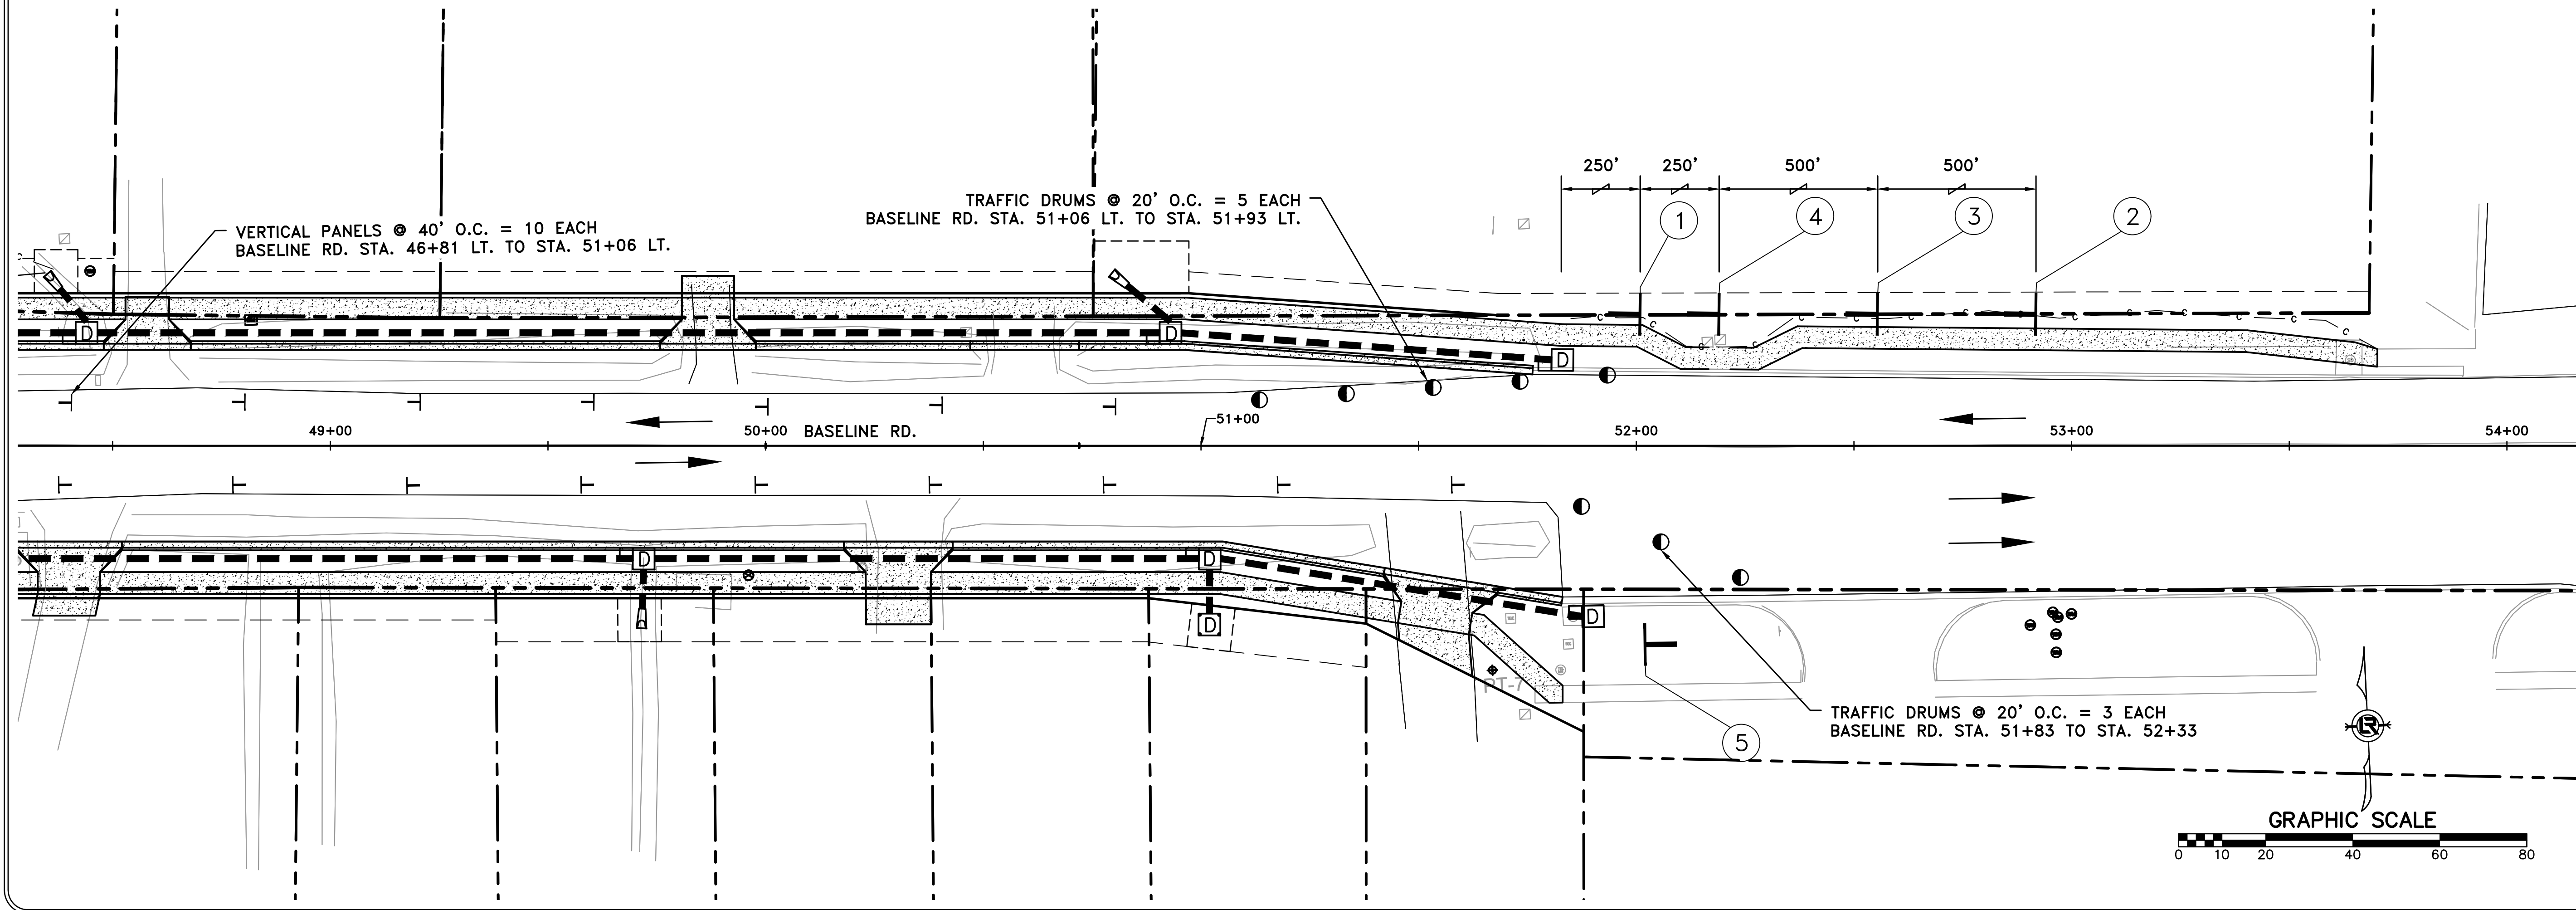 250'
250'
500'
500'
TRAFFIC DRUMS @ 20' O.C. = 5 EACH
BASELINE RD. STA. 51+06 LT. TO STA. 51+93 LT.
1
4
3
2
VERTICAL PANELS @ 40' O.C. = 10 EACH
BASELINE RD. STA. 46+81 LT. TO STA. 51+06 LT.
D
D
D
C
C
C
C
C
C
C
C
C
C
C
C
C
49+00
50+00
BASELINE RD.
51+00
52+00
53+00
54+00
D
D
D
D
PT-7
5
TRAFFIC DRUMS @ 20' O.C. = 3 EACH
BASELINE RD. STA. 51+83 TO STA. 52+33
LR
GRAPHIC SCALE
0 10 20 40 60 80